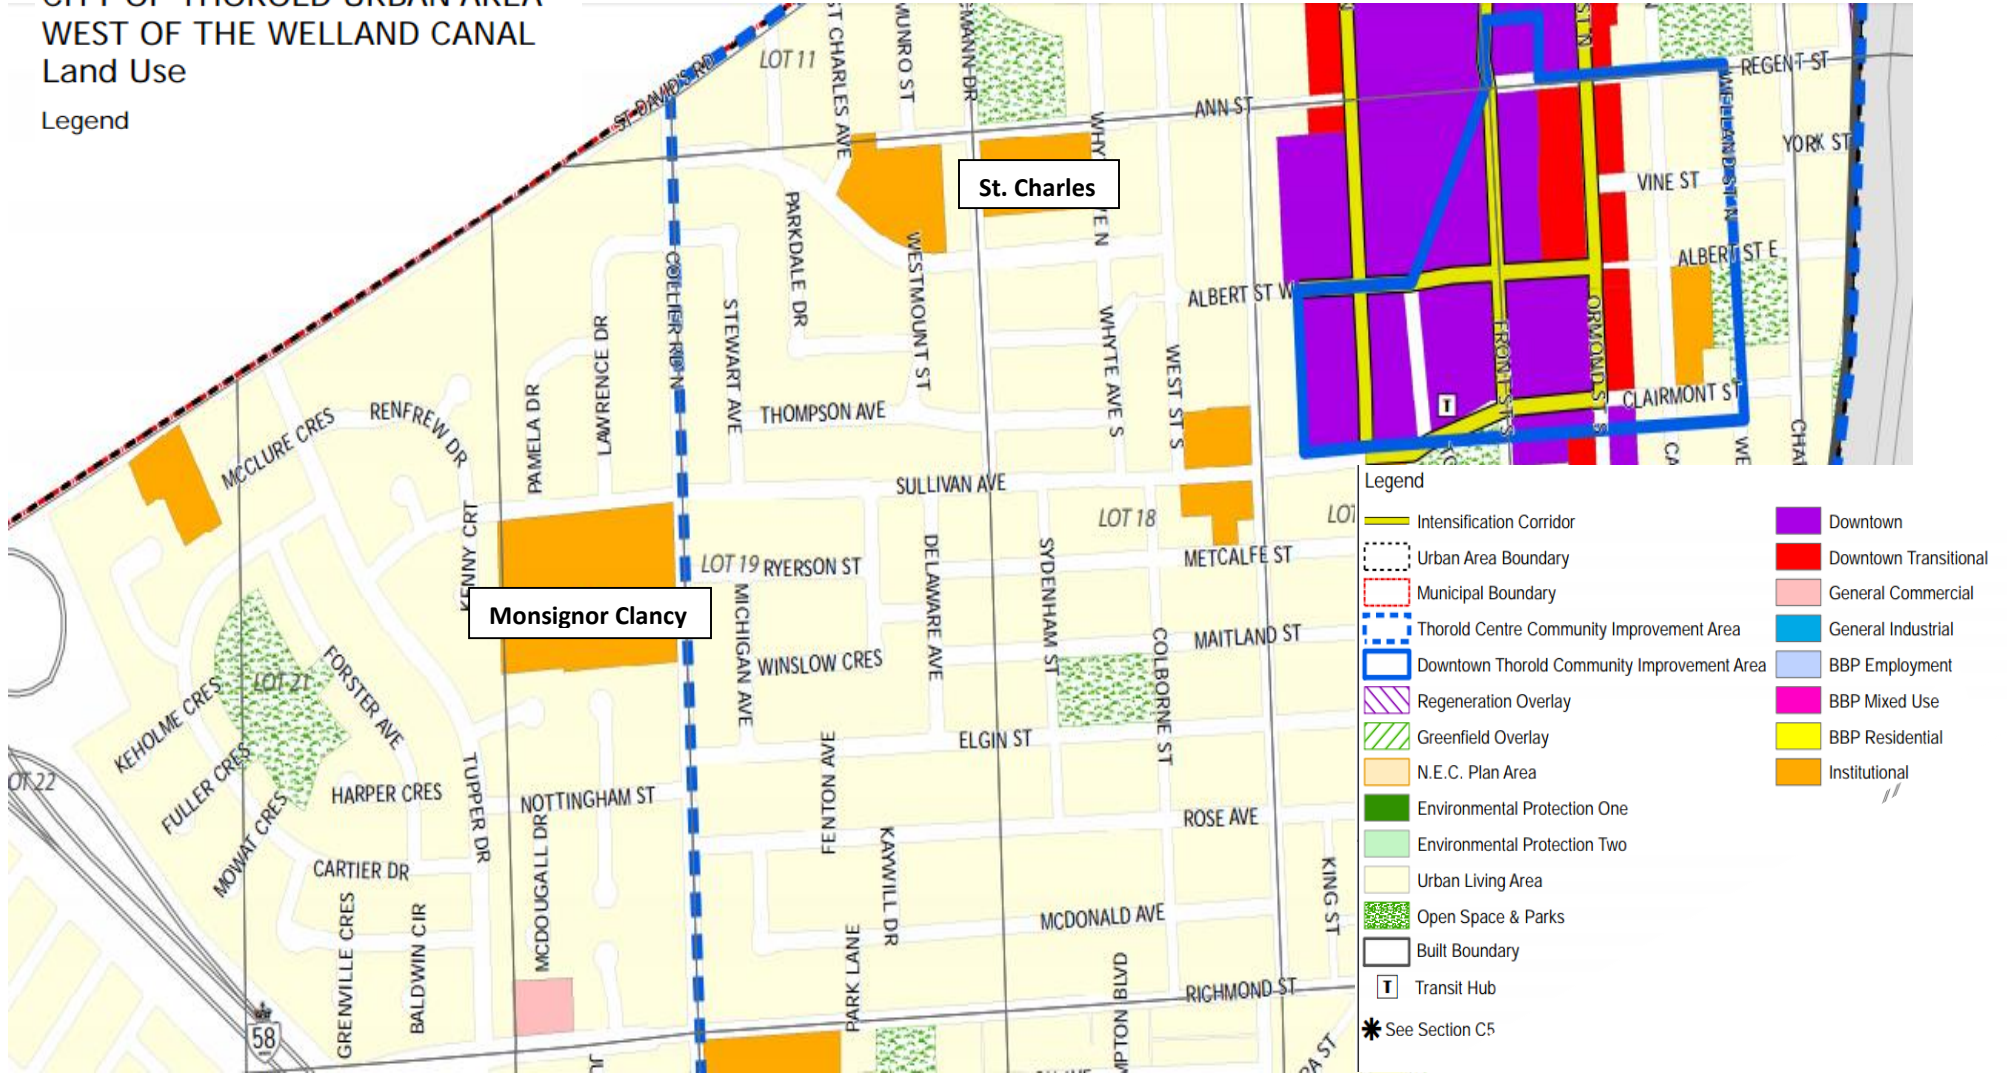 CITY OF THOROLD URBAN AREA
WEST OF THE WELLAND CANAL
Land Use
Legend
ST DAVID'S RD
LOT 11
ST CHARLES AVE
MUNRO ST
ANN ST
REGENT ST
WELLAND ST N
YORK ST
VINE ST
St. Charles
PARKDALE DR
WESTMOUNT ST
COLLIER RD N
STEWART AVE
LAWRENCE DR
PAMELA DR
ALBERT ST W
ALBERT ST E
WHYTE AVE S
WEST ST S
FRONT ST S
ORMOND ST S
T
CLAIRMONT ST
THOMPSON AVE
MCCLURE CRES
RENFREW DR
SULLIVAN AVE
KENNY CRT
LOT 18
LOT 19
RYERSON ST
METCALFE ST
DELAWARE AVE
SYDENHAM ST
MICHIGAN AVE
Monsignor Clancy
WINSLOW CRES
MAITLAND ST
COLBORNE ST
LOT 21
FORSTER AVE
KEHOLME CRES
FULLER CRES
MOWAT CRES
HARPER CRES
TUPPER DR
NOTTINGHAM ST
MCDOUGALL DR
ELGIN ST
FENTON AVE
KAYWILL DR
ROSE AVE
CARTIER DR
GRENVILLE CRES
BALDWIN CIR
MCDONALD AVE
KING ST
PARK LANE
RICHMOND ST
58
Legend
Intensification Corridor
Urban Area Boundary
Municipal Boundary
Thorold Centre Community Improvement Area
Downtown Thorold Community Improvement Area
Regeneration Overlay
Greenfield Overlay
N.E.C. Plan Area
Environmental Protection One
Environmental Protection Two
Urban Living Area
Open Space & Parks
Built Boundary
T Transit Hub
See Section C5
Downtown
Downtown Transitional
General Commercial
General Industrial
BBP Employment
BBP Mixed Use
BBP Residential
Institutional